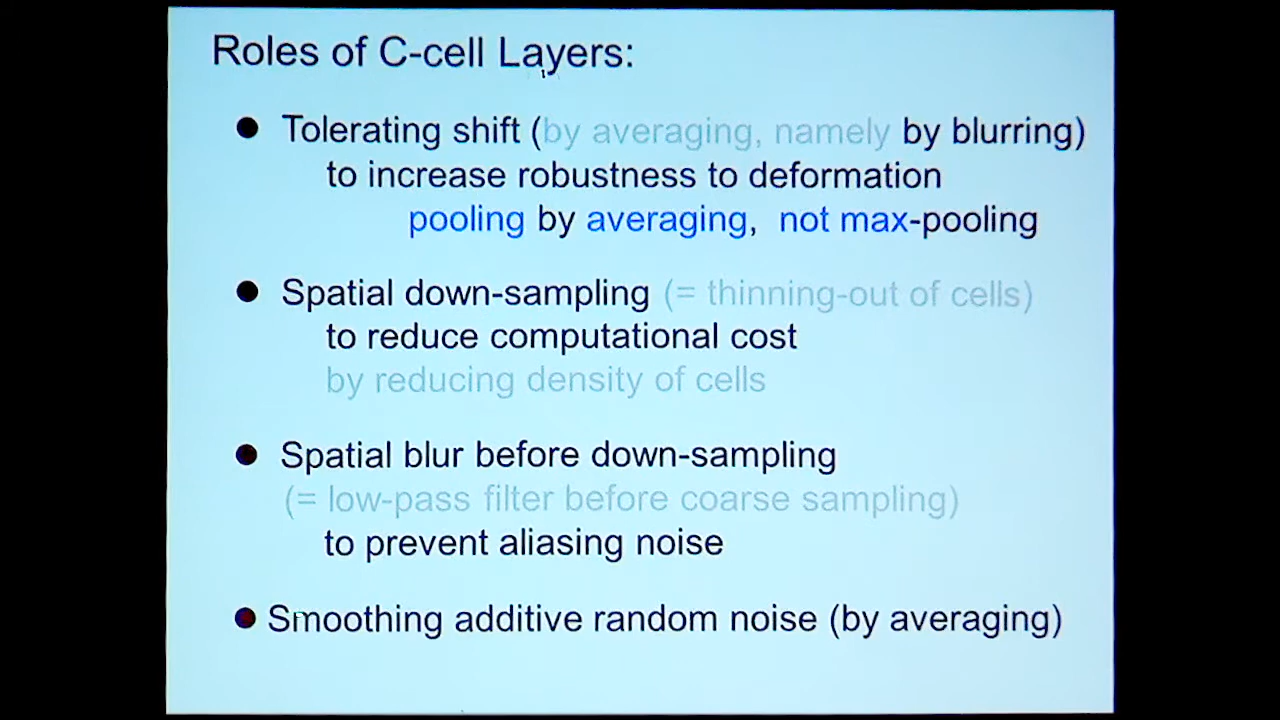 Roles of C-cell Layers:
● Tolerating shift (by averaging, namely by blurring)
to increase robustness to deformation
pooling by averaging, not max-pooling
● Spatial down-sampling (= thinning-out of cells)
to reduce computational cost
by reducing density of cells
● Spatial blur before down-sampling
(= low-pass filter before coarse sampling)
to prevent aliasing noise
● Smoothing additive random noise (by averaging)